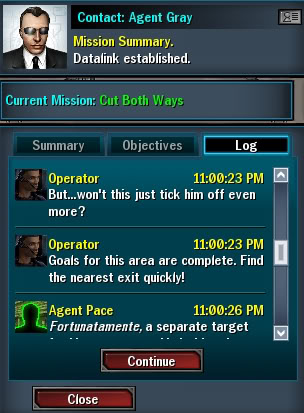 Contact: Agent Gray
Mission Summary.
Datalink established.
Current Mission: Cut Both Ways
Summary
Objectives
Log
Operator 11:00:23 PM
But...won't this just tick him off even
more?
Operator 11:00:23 PM
Goals for this area are complete. Find
the nearest exit quickly!
Agent Pace 11:00:26 PM
Fortunatamente, a separate target
Continue
Close